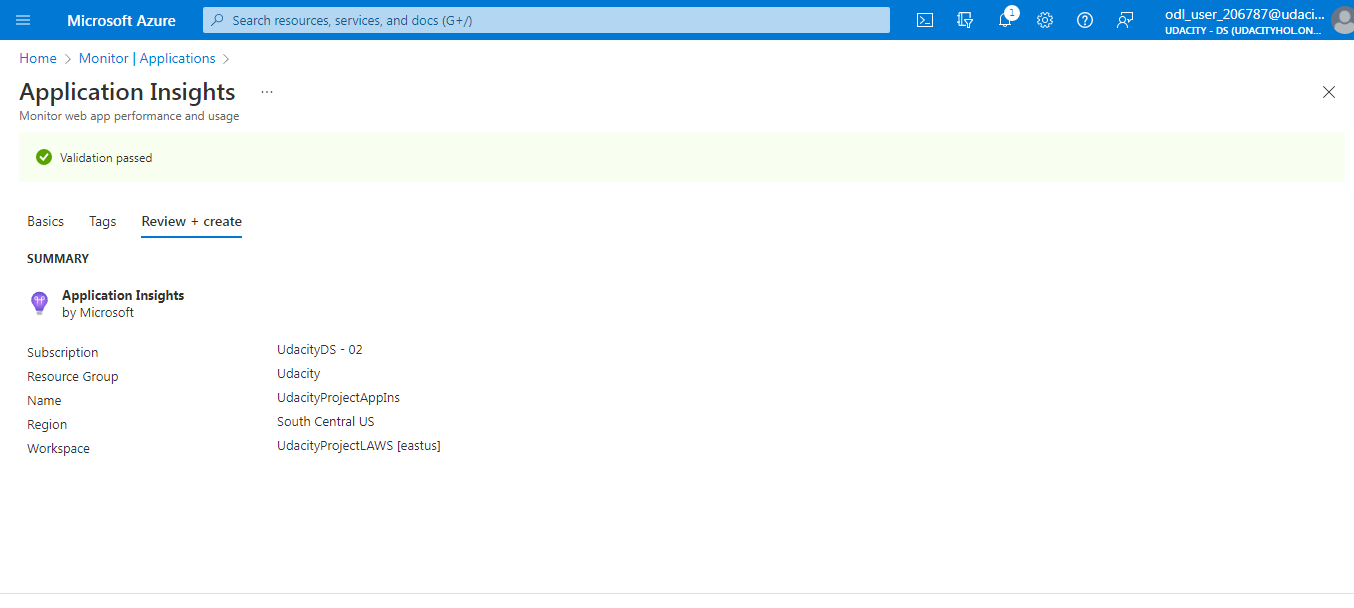 Microsoft Azure
Search resources, services, and docs (G+/)
1
odl_user_206787@udaci...
UDACITY - DS (UDACITYHOL.ON...
Home > Monitor | Applications >
Application Insights ...
Monitor web app performance and usage
Validation passed
Basics Tags Review + create
SUMMARY
Application Insights
by Microsoft
Subscription UdacityDS - 02
Resource Group Udacity
Name UdacityProjectAppIns
Region South Central US
Workspace UdacityProjectLAWS [eastus]